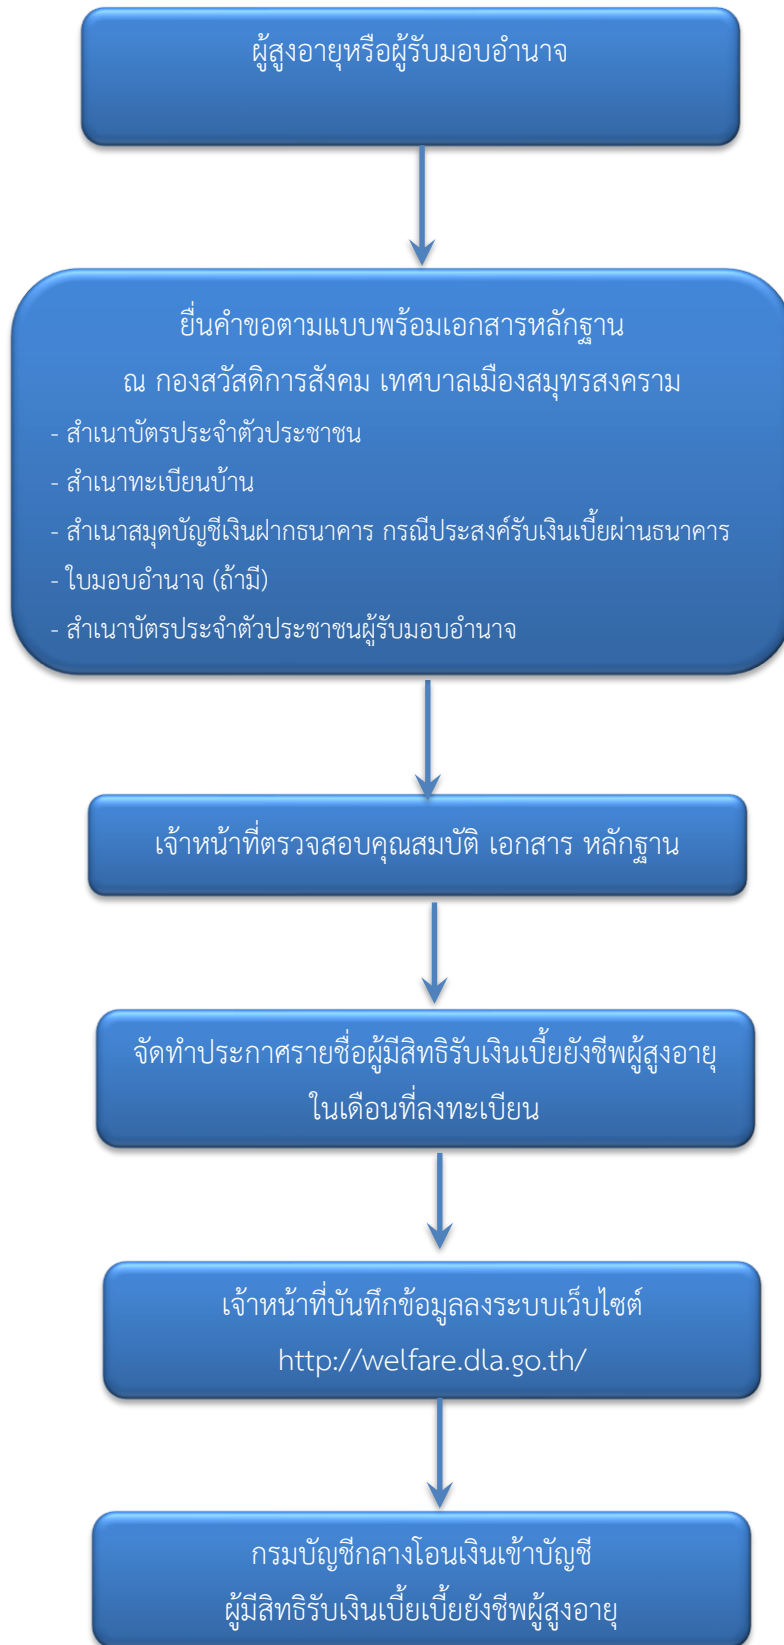 ผู้สูงอายุหรือผู้รับมอบอำนาจ
ยื่นคำขอตามแบบพร้อมเอกสารหลักฐาน
ณ กองสวัสดิการสังคม เทศบาลเมืองสมุทรสงคราม
- สำเนาบัตรประจำตัวประชาชน
- สำเนาทะเบียนบ้าน
- สำเนาสมุดบัญชีเงินฝากธนาคาร กรณีประสงค์รับเงินเบี้ยผ่านธนาคาร
- ใบมอบอำนาจ (ถ้ามี)
- สำเนาบัตรประจำตัวประชาชนผู้รับมอบอำนาจ
เจ้าหน้าที่ตรวจสอบคุณสมบัติ เอกสาร หลักฐาน
จัดทำประกาศรายชื่อผู้มีสิทธิรับเงินเบี้ยยังชีพผู้สูงอายุ
ในเดือนที่ลงทะเบียน
เจ้าหน้าที่บันทึกข้อมูลลงระบบเว็บไซต์
http://welfare.dla.go.th/
กรมบัญชีกลางโอนเงินเข้าบัญชี
ผู้มีสิทธิรับเงินเบี้ยเบี้ยยังชีพผู้สูงอายุ